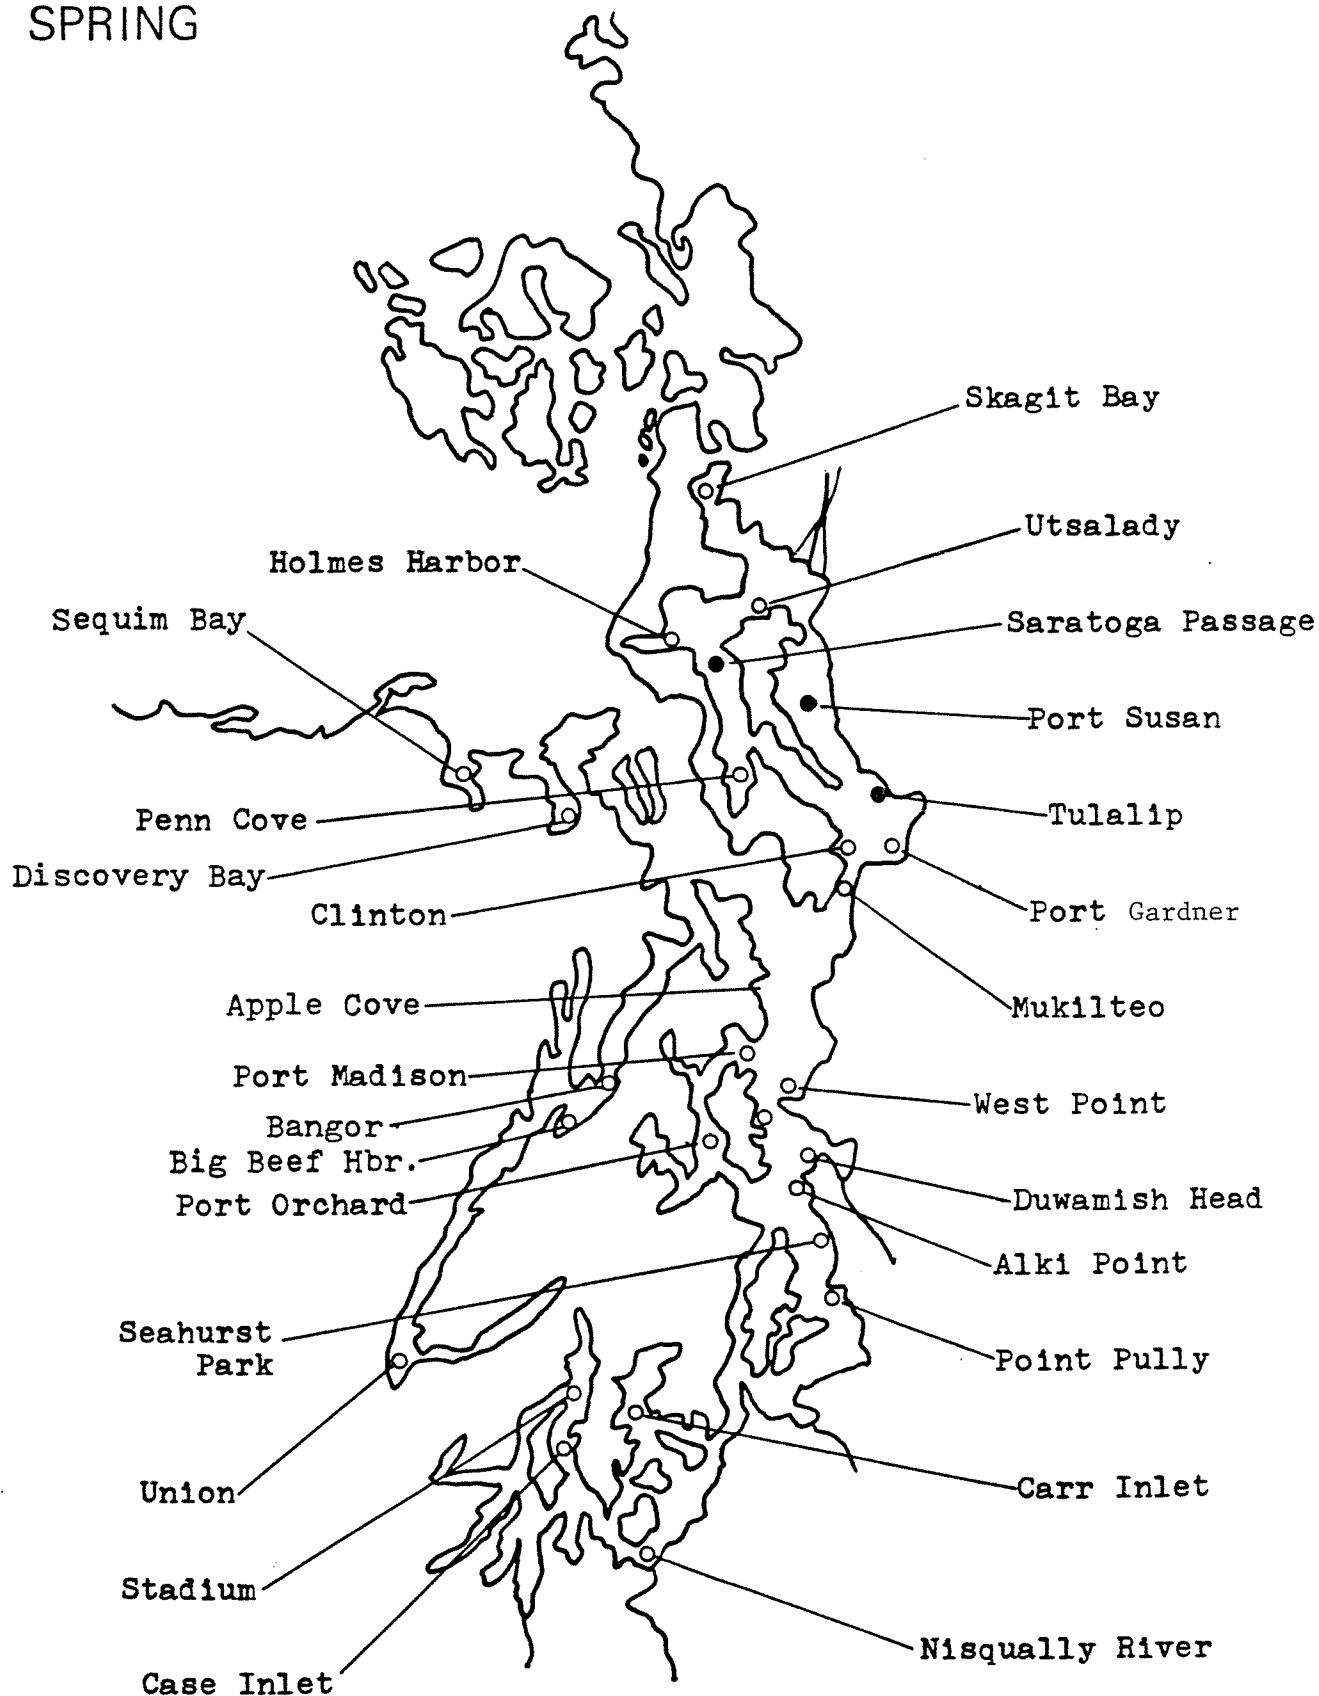 SPRING
Skagit Bay
Utsalady
Holmes Harbor
Sequim Bay
Saratoga Passage
Port Susan
Penn Cove
Tulalip
Discovery Bay
Clinton
Port Gardner
Apple Cove
Mukilteo
Port Madison
West Point
Bangor
Big Beef Hbr.
Port Orchard
Duwamish Head
Alki Point
Seahurst
Park
Point Pully
Union
Carr Inlet
Stadium
Nisqually River
Case Inlet